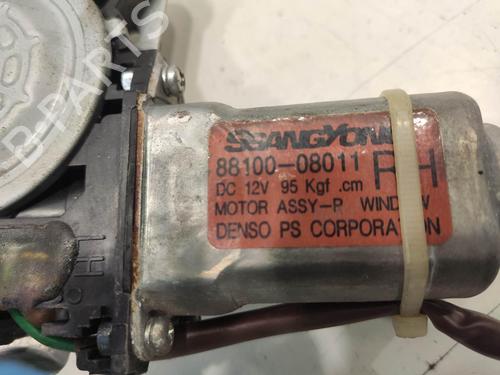 B-PARTS
SSANGYONG
88100-08011 RH
DC 12V 95 Kgf .cm
MOTOR ASSY-P WINDOW
DENSO PS CORPORATION